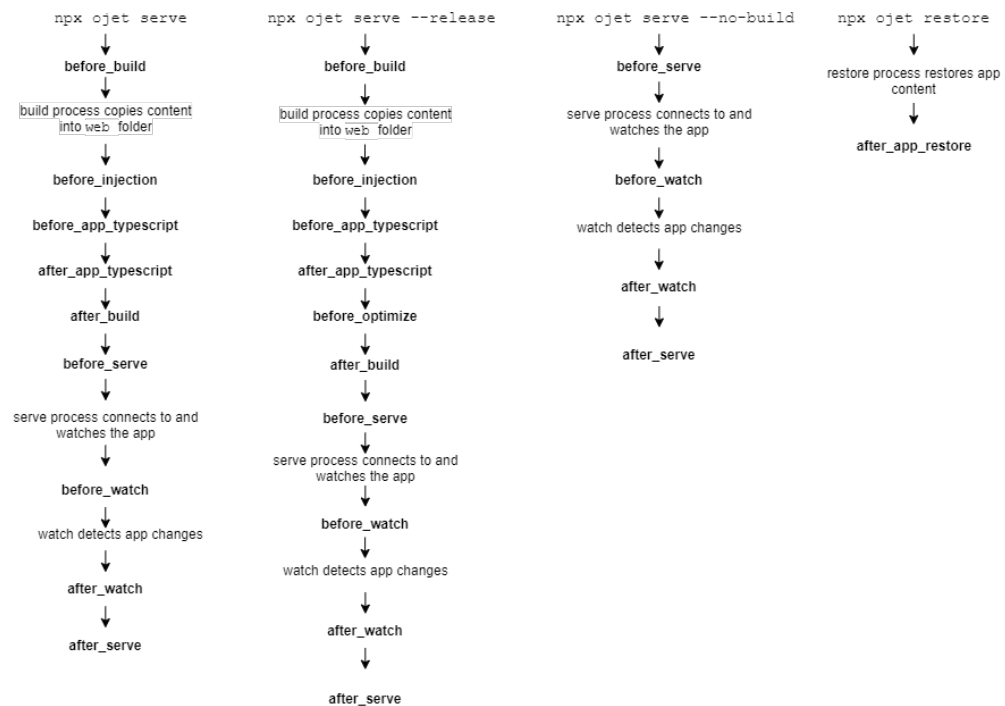 npx ojet serve
before_build
build process copies content
into web folder
before_injection
before_app_typescript
after_app_typescript
after_build
before_serve
serve process connects to and
watches the app
before_watch
watch detects app changes
after_watch
after_serve
npx ojet serve --release
before_build
build process copies content
into web folder
before_injection
before_app_typescript
after_app_typescript
before_optimize
after_build
before_serve
serve process connects to and
watches the app
before_watch
watch detects app changes
after_watch
after_serve
npx ojet serve --no-build
before_serve
serve process connects to and
watches the app
before_watch
watch detects app changes
after_watch
after_serve
npx ojet restore
restore process restores app
content
after_app_restore